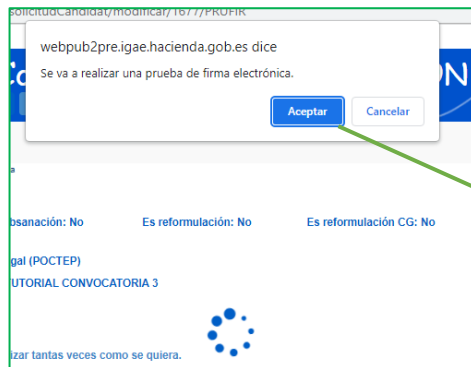 solicitudCandidat/modificar/1677/PRUFIR
webpub2pre.igae.hacienda.gob.es dice
Se va a realizar una prueba de firma electrónica.
Aceptar Cancelar
bsanación: No Es reformulación: No Es reformulación CG: No
gal (POCTEP)
UTORIAL CONVOCATORIA 3
izar tantas veces como se quiera.